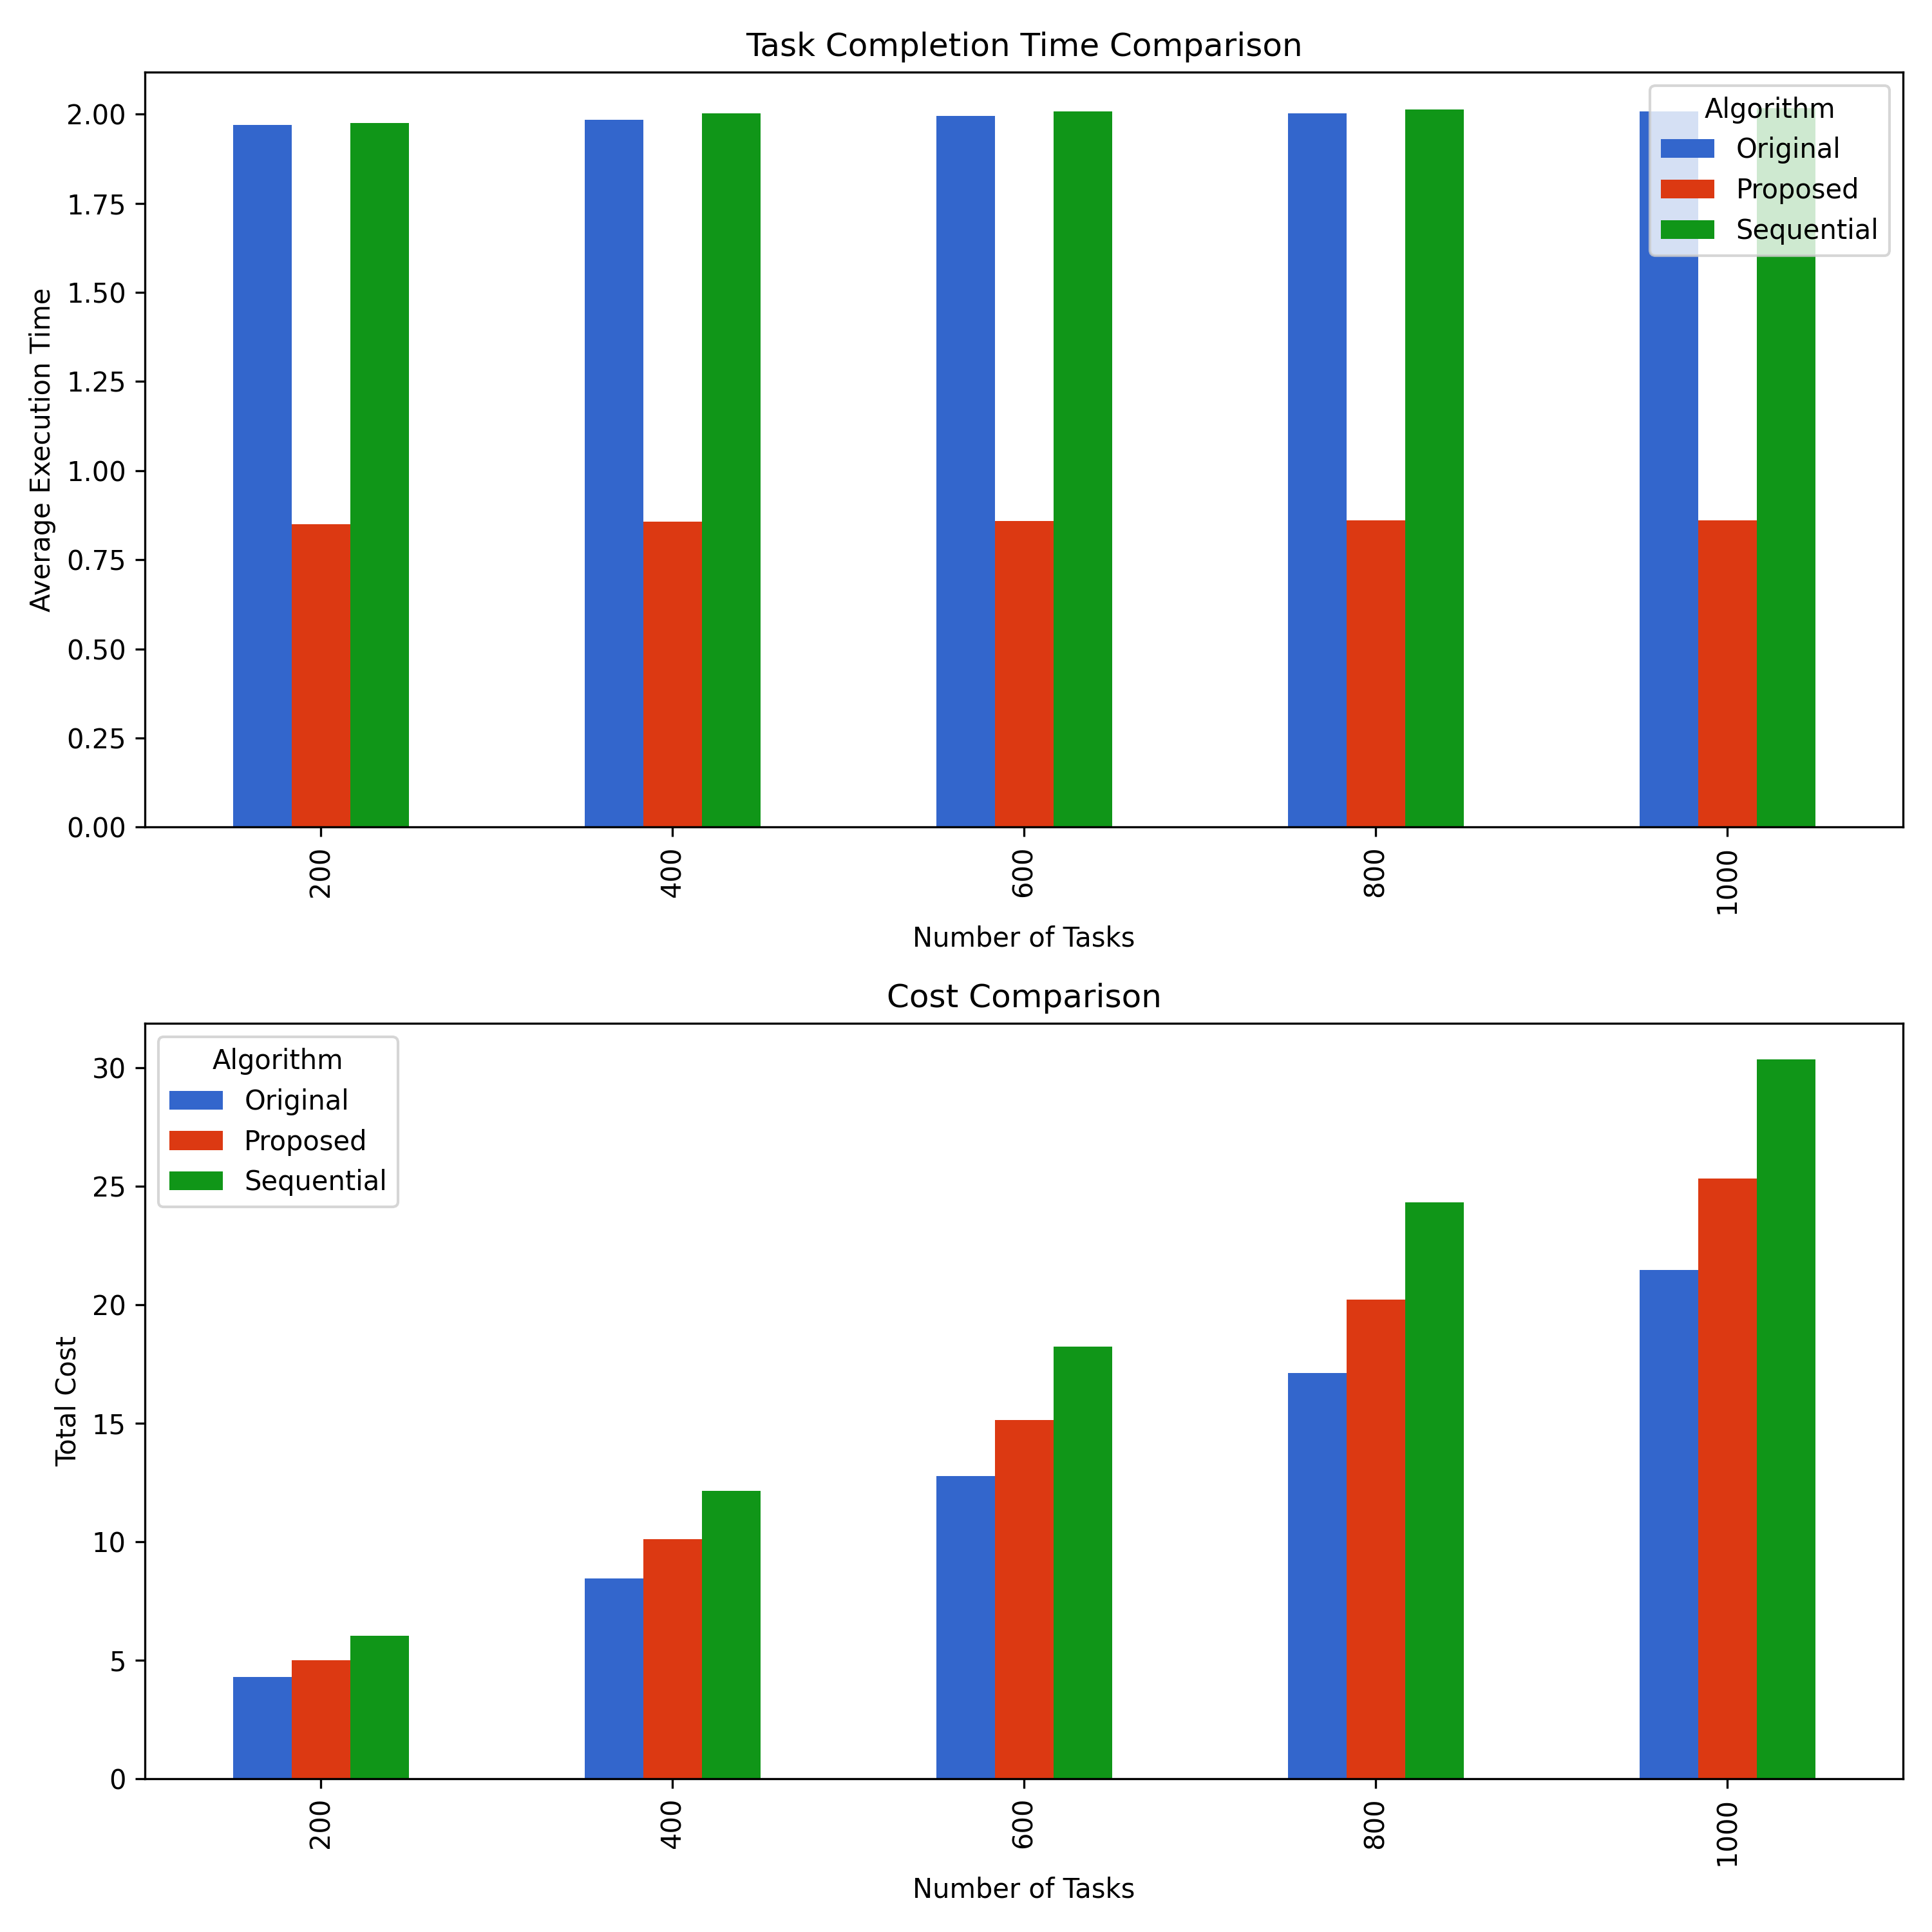 Task Completion Time Comparison
Average Execution Time
2.00
1.75
1.50
1.25
1.00
0.75
0.50
0.25
0.00
Algorithm
Original
Proposed
Sequential
200
400
600
800
1000
Number of Tasks
Cost Comparison
Total Cost
30
25
20
15
10
5
0
Algorithm
Original
Proposed
Sequential
200
400
600
800
1000
Number of Tasks